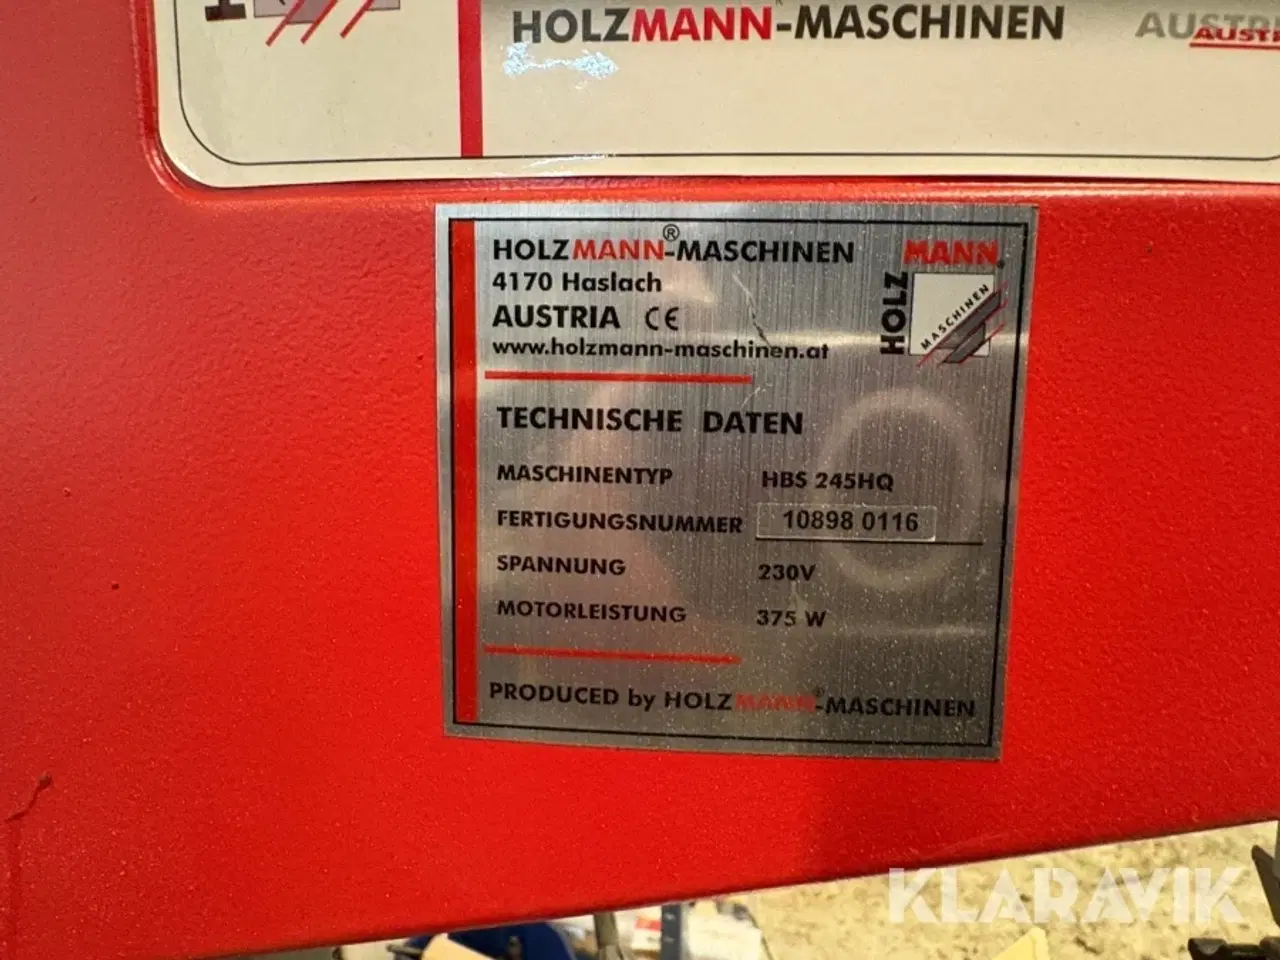 HOLZMANN-MASCHINEN
AUSTRIA
HOLZMANN®-MASCHINEN
4170 Haslach
AUSTRIA CE
www.holzmann-maschinen.at
MANN®
HOLZ
MASCHINEN
TECHNISCHE DATEN
MASCHINENTYP HBS 245HQ
FERTIGUNGSNUMMER 10898 0116
SPANNUNG 230V
MOTORLEISTUNG 375 W
PRODUCED by HOLZMANN®-MASCHINEN
KLARAVIK